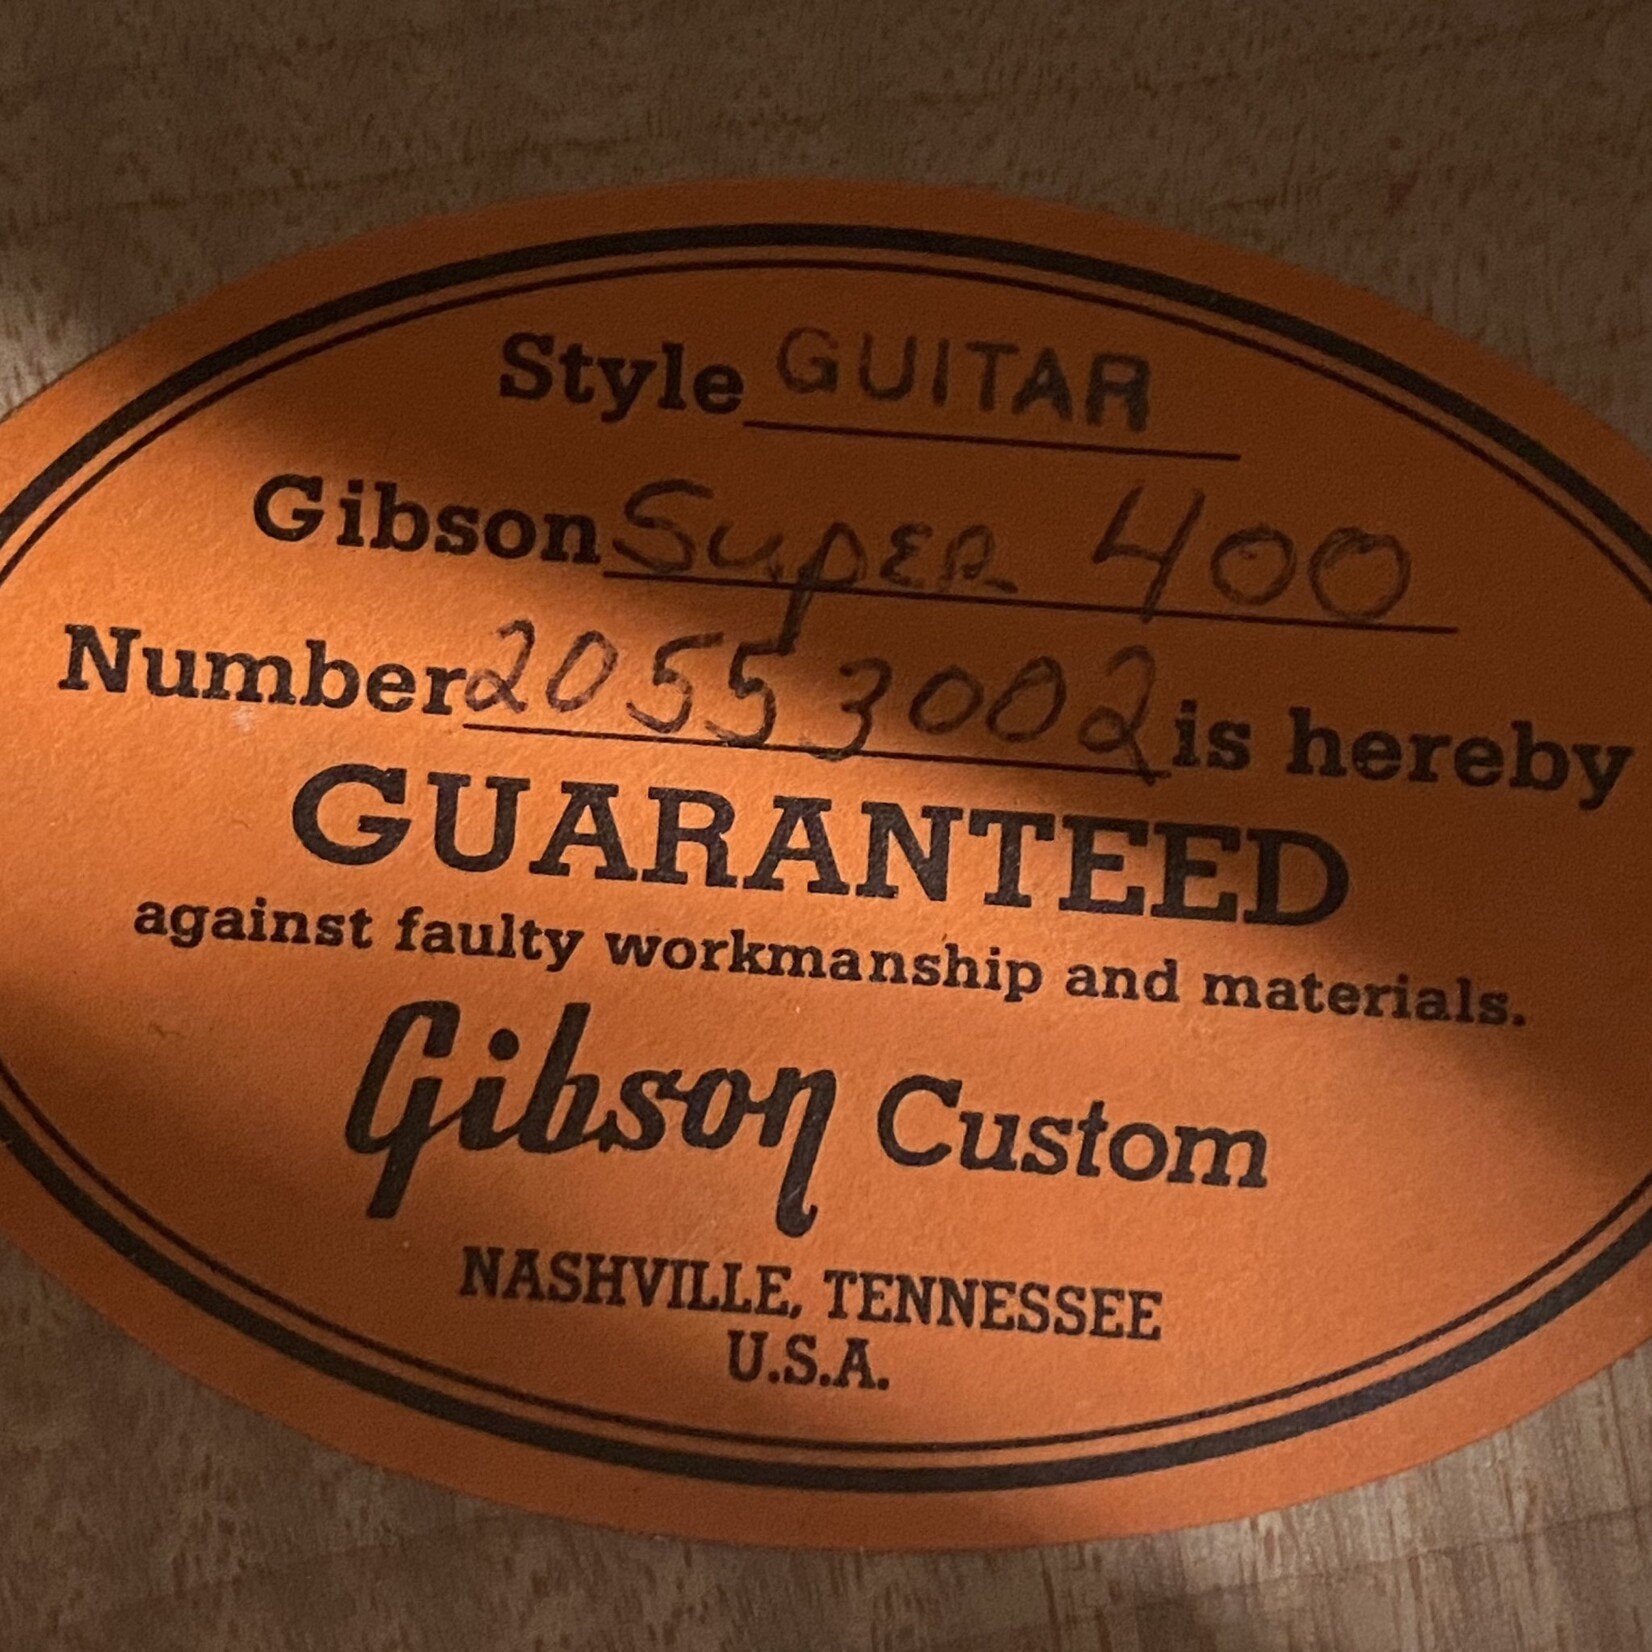 Style GUITAR
Gibson Super 400
Number 20553002 is hereby
GUARANTEED
against faulty workmanship and materials.
Gibson Custom
NASHVILLE, TENNESSEE
U.S.A.